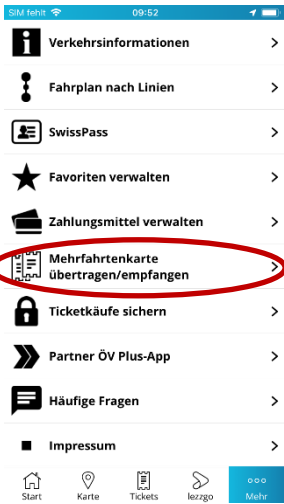 SIM fehlt 09:52
Verkehrsinformationen
Fahrplan nach Linien
SwissPass
Favoriten verwalten
Zahlungsmittel verwalten
Mehrfahrtenkarte
übertragen/empfangen
Ticketkäufe sichern
Partner ÖV Plus-App
Häufige Fragen
Impressum
Start Karte Tickets lezzgo Mehr